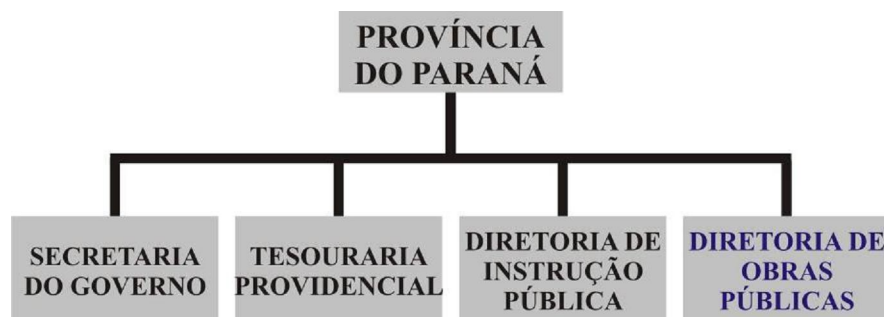 PROVÍNCIA
DO PARANÁ
SECRETARIA
DO GOVERNO
TESOURARIA
PROVIDENCIAL
DIRETORIA DE
INSTRUÇÃO
PÚBLICA
DIRETORIA DE
OBRAS
PÚBLICAS